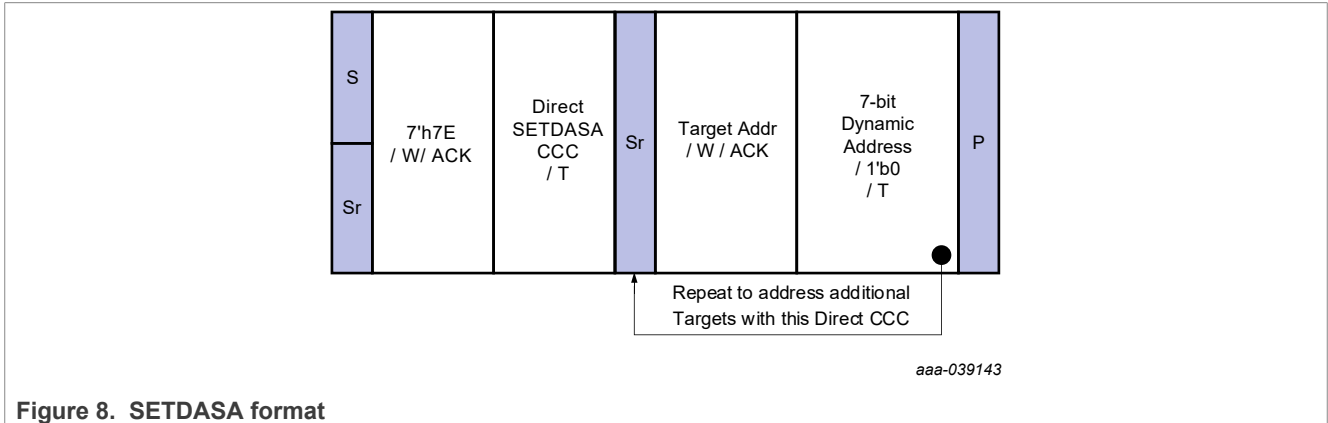 S
Sr
7'h7E
/ W/ ACK
Direct
SETDASA
CCC
/ T
Sr
Target Addr
/ W / ACK
7-bit
Dynamic
Address
/ 1'b0
/ T
P
Repeat to address additional
Targets with this Direct CCC
aaa-039143
Figure 8. SETDASA format